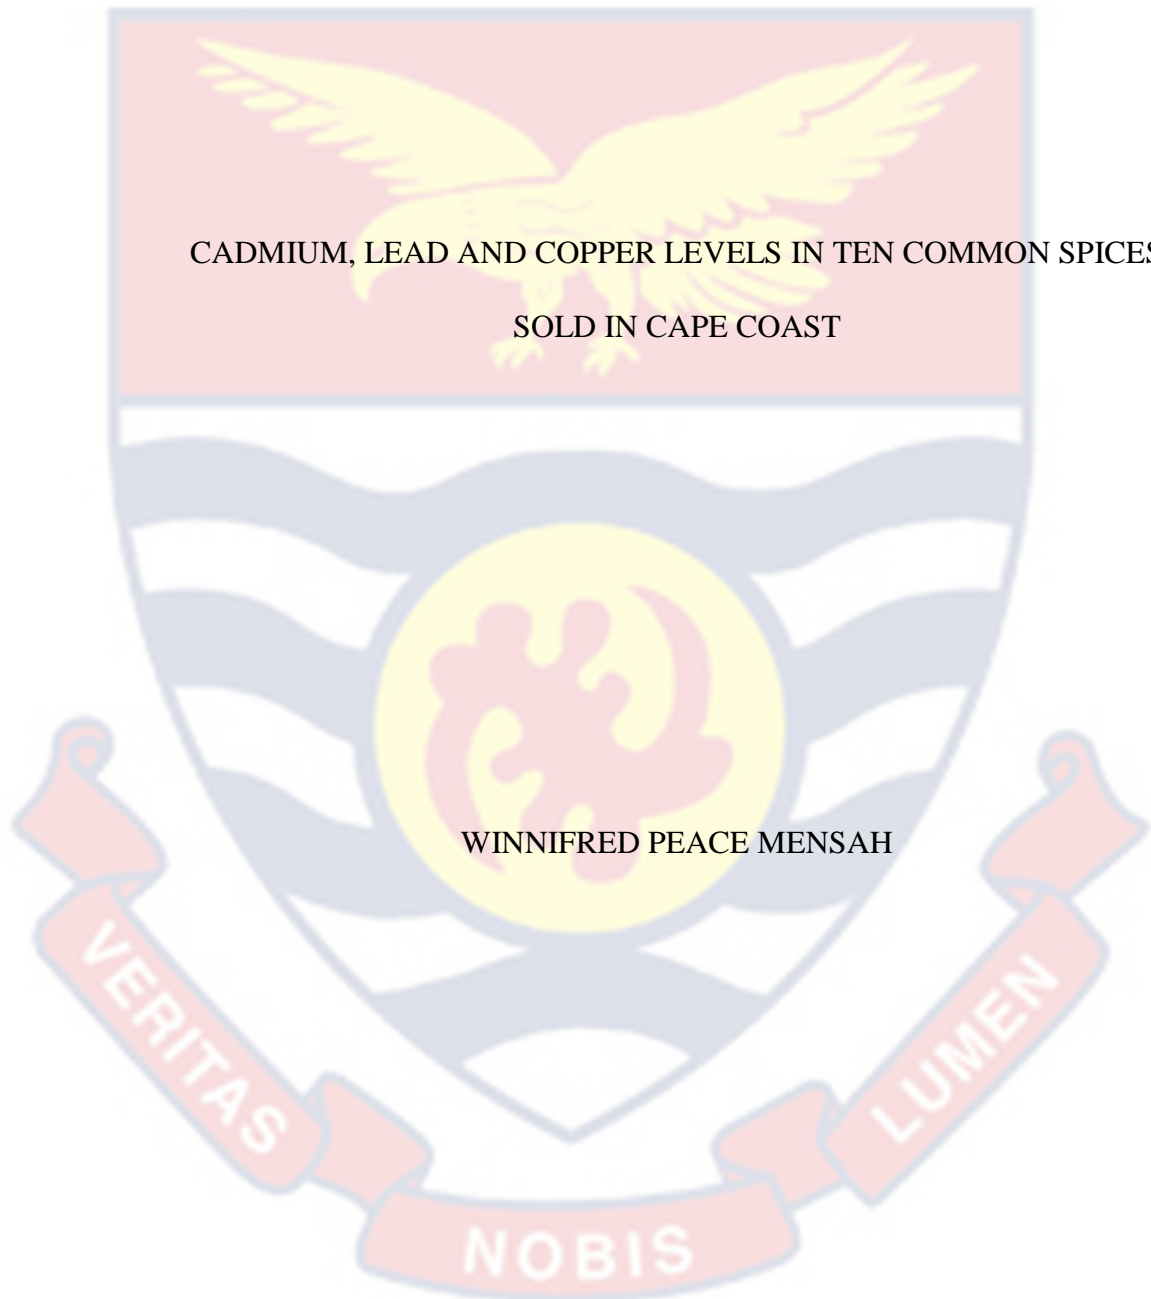 CADMIUM, LEAD AND COPPER LEVELS IN TEN COMMON SPICES
SOLD IN CAPE COAST
WINNIFRED PEACE MENSAH
VERITAS
NOBIS
LUMEN